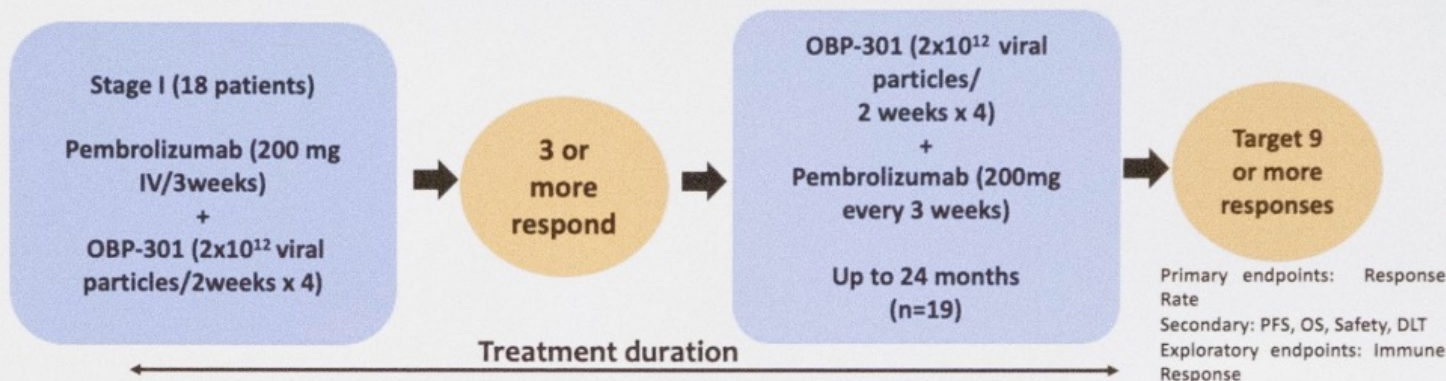 Stage I (18 patients)
Pembrolizumab (200 mg
IV/3weeks)
+
OBP-301 (2x10¹² viral
particles/2weeks x 4)
3 or
more
respond
OBP-301 (2x10¹² viral
particles/
2 weeks x 4)
+
Pembrolizumab (200mg
every 3 weeks)
Up to 24 months
(n=19)
Target 9
or more
responses
Primary endpoints: Response
Rate
Secondary: PFS, OS, Safety, DLT
Exploratory endpoints: Immune
Response
Treatment duration